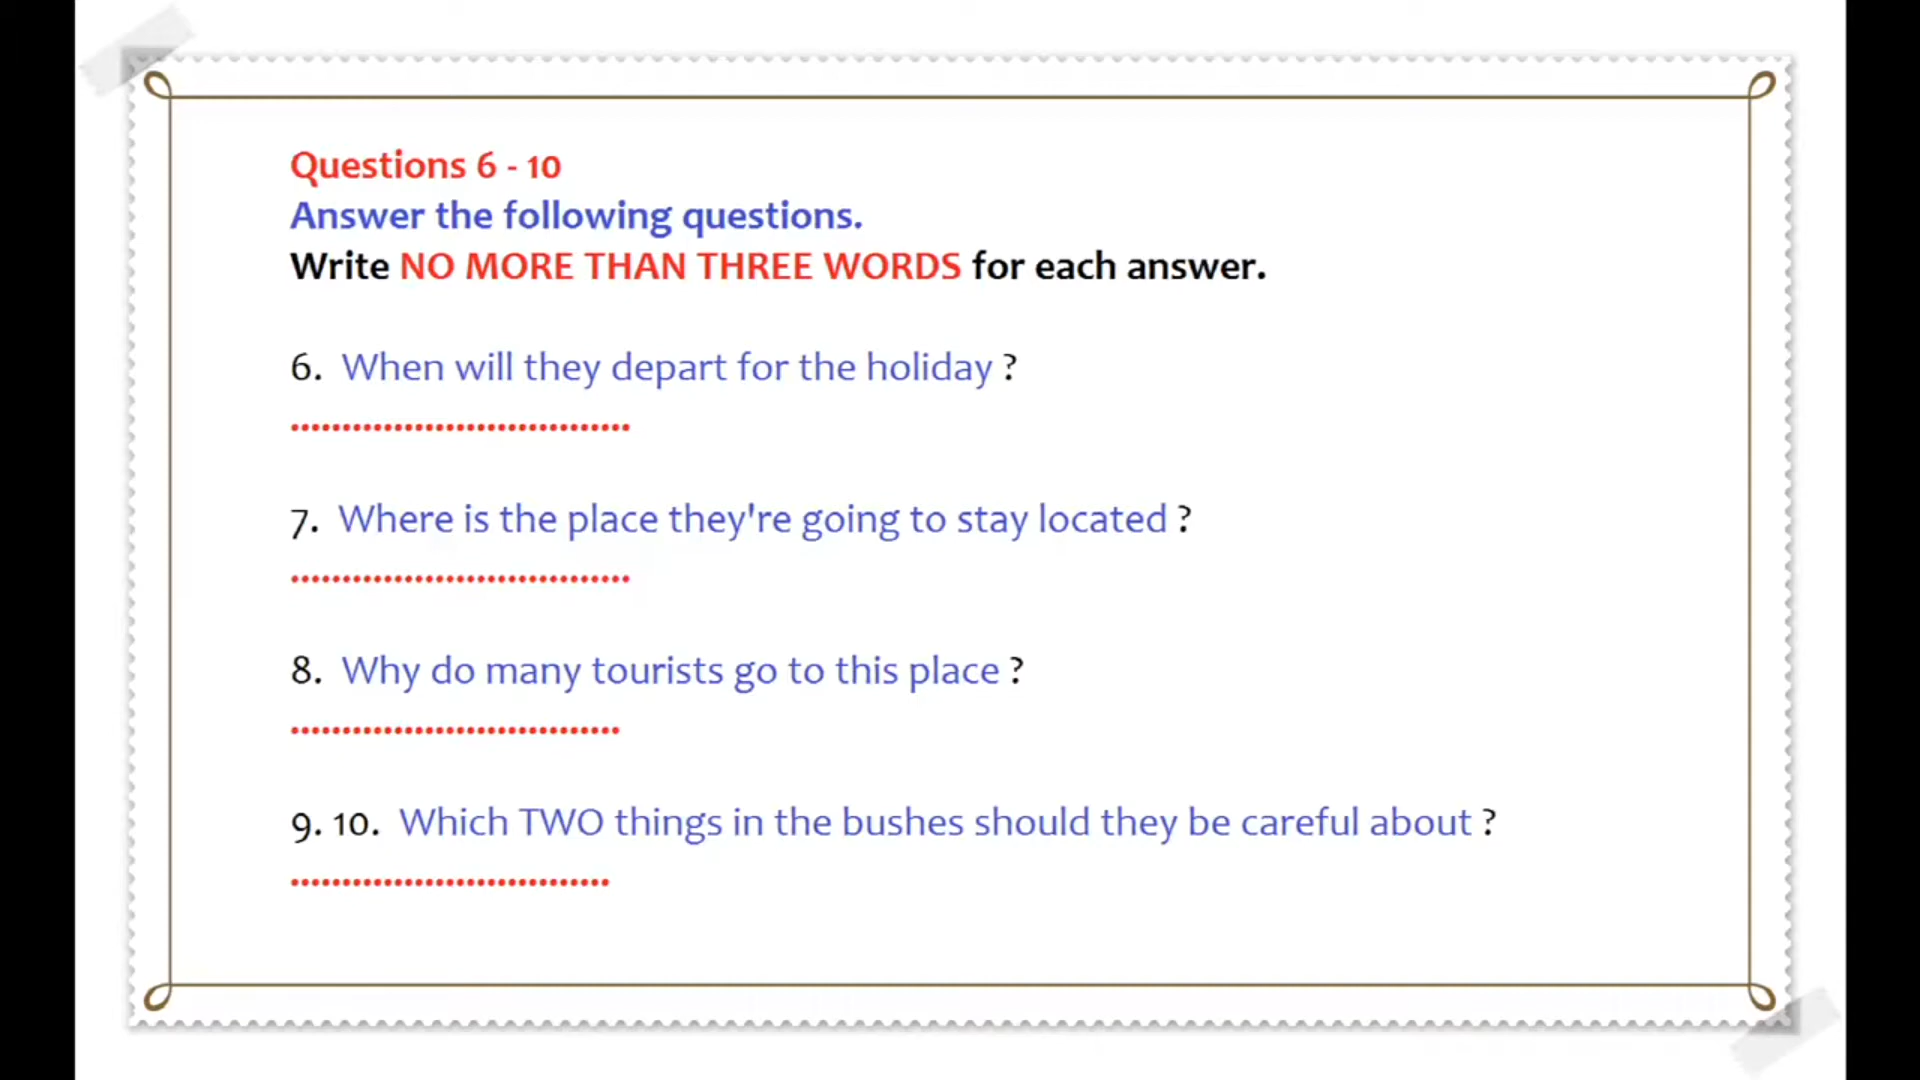 Questions 6 - 10
Answer the following questions.
Write NO MORE THAN THREE WORDS for each answer.
6. When will they depart for the holiday ?
.................................
7. Where is the place they're going to stay located ?
.................................
8. Why do many tourists go to this place ?
................................
9. 10. Which TWO things in the bushes should they be careful about ?
...............................